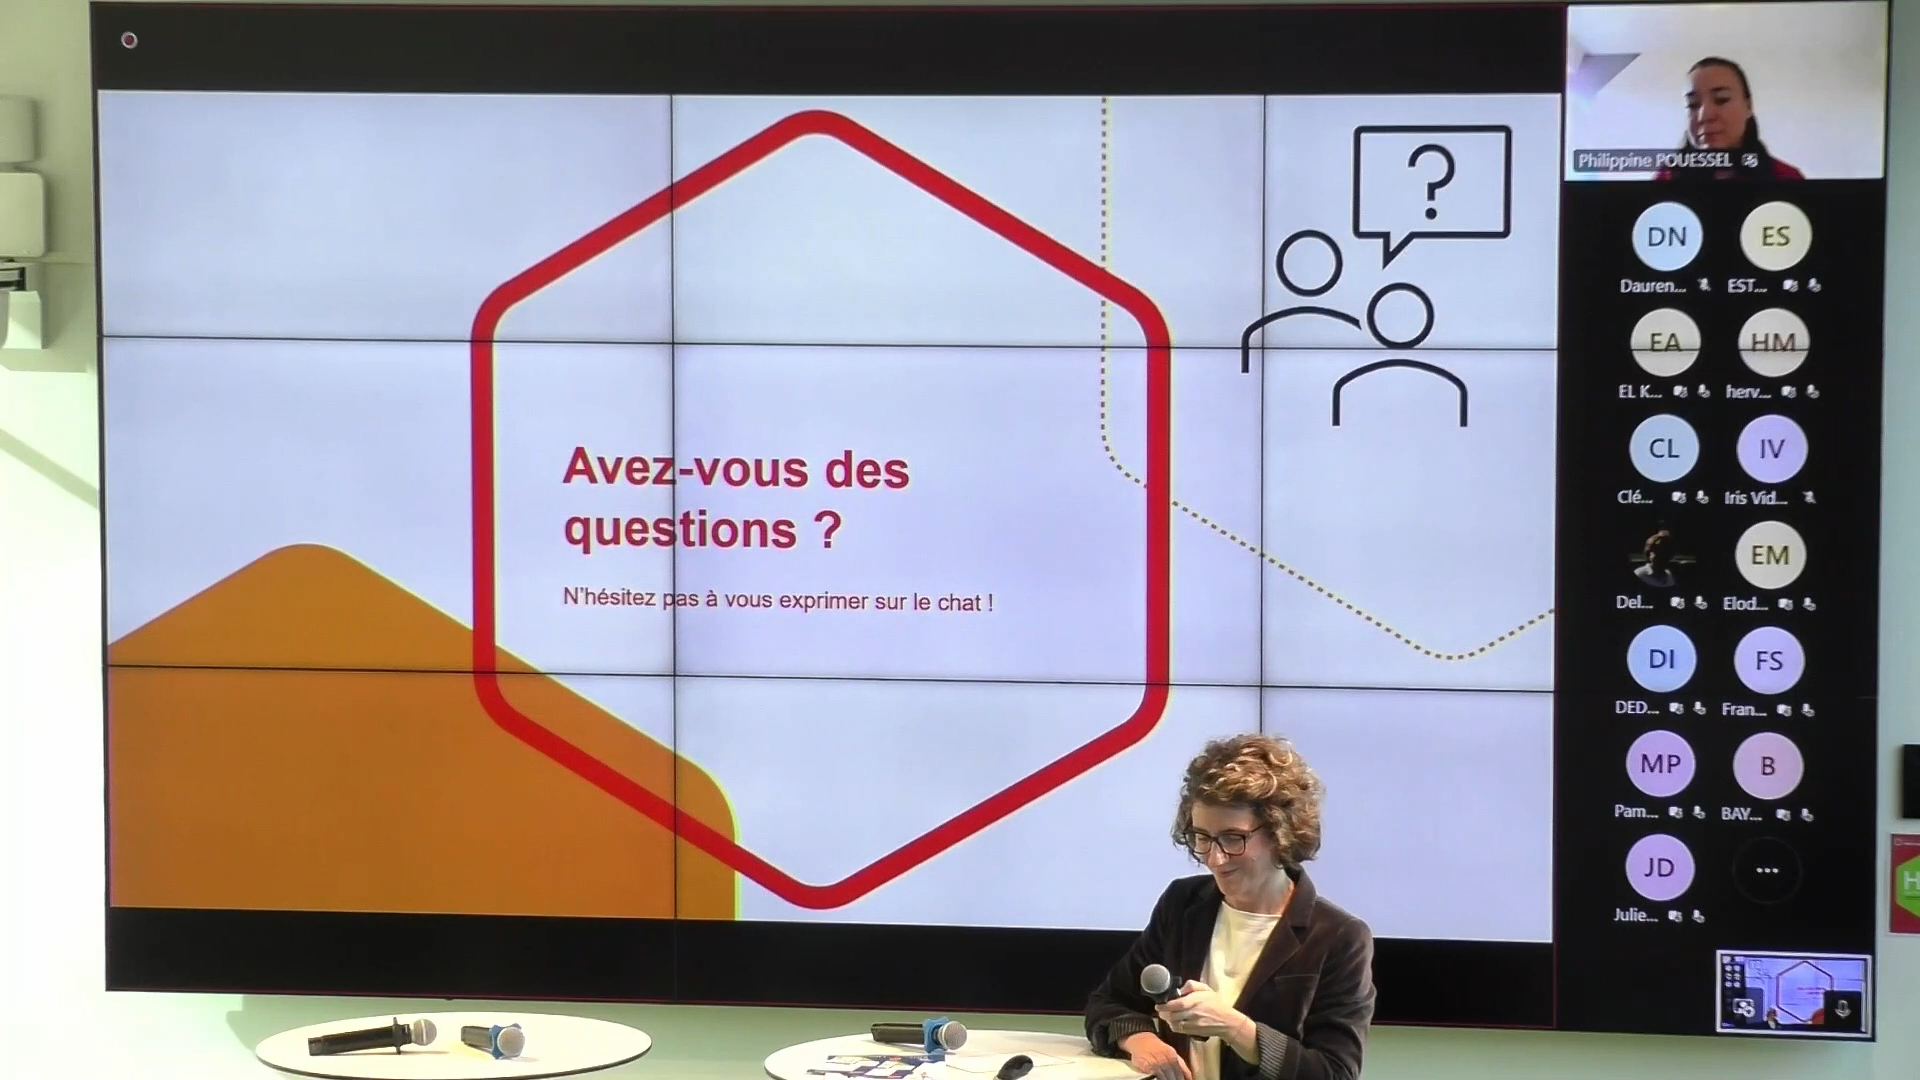 Avez-vous des
questions ?
N'hésitez pas à vous exprimer sur le chat !
?
Philippine POUESSEL
DN
ES
Dauren...
EST...
EA
HM
EL K...
herv...
CL
IV
Clé...
Iris Vid...
EM
Del...
Elod...
DI
FS
DED...
Fran...
MP
B
Pam...
BAY...
JD
...
Julie...
H